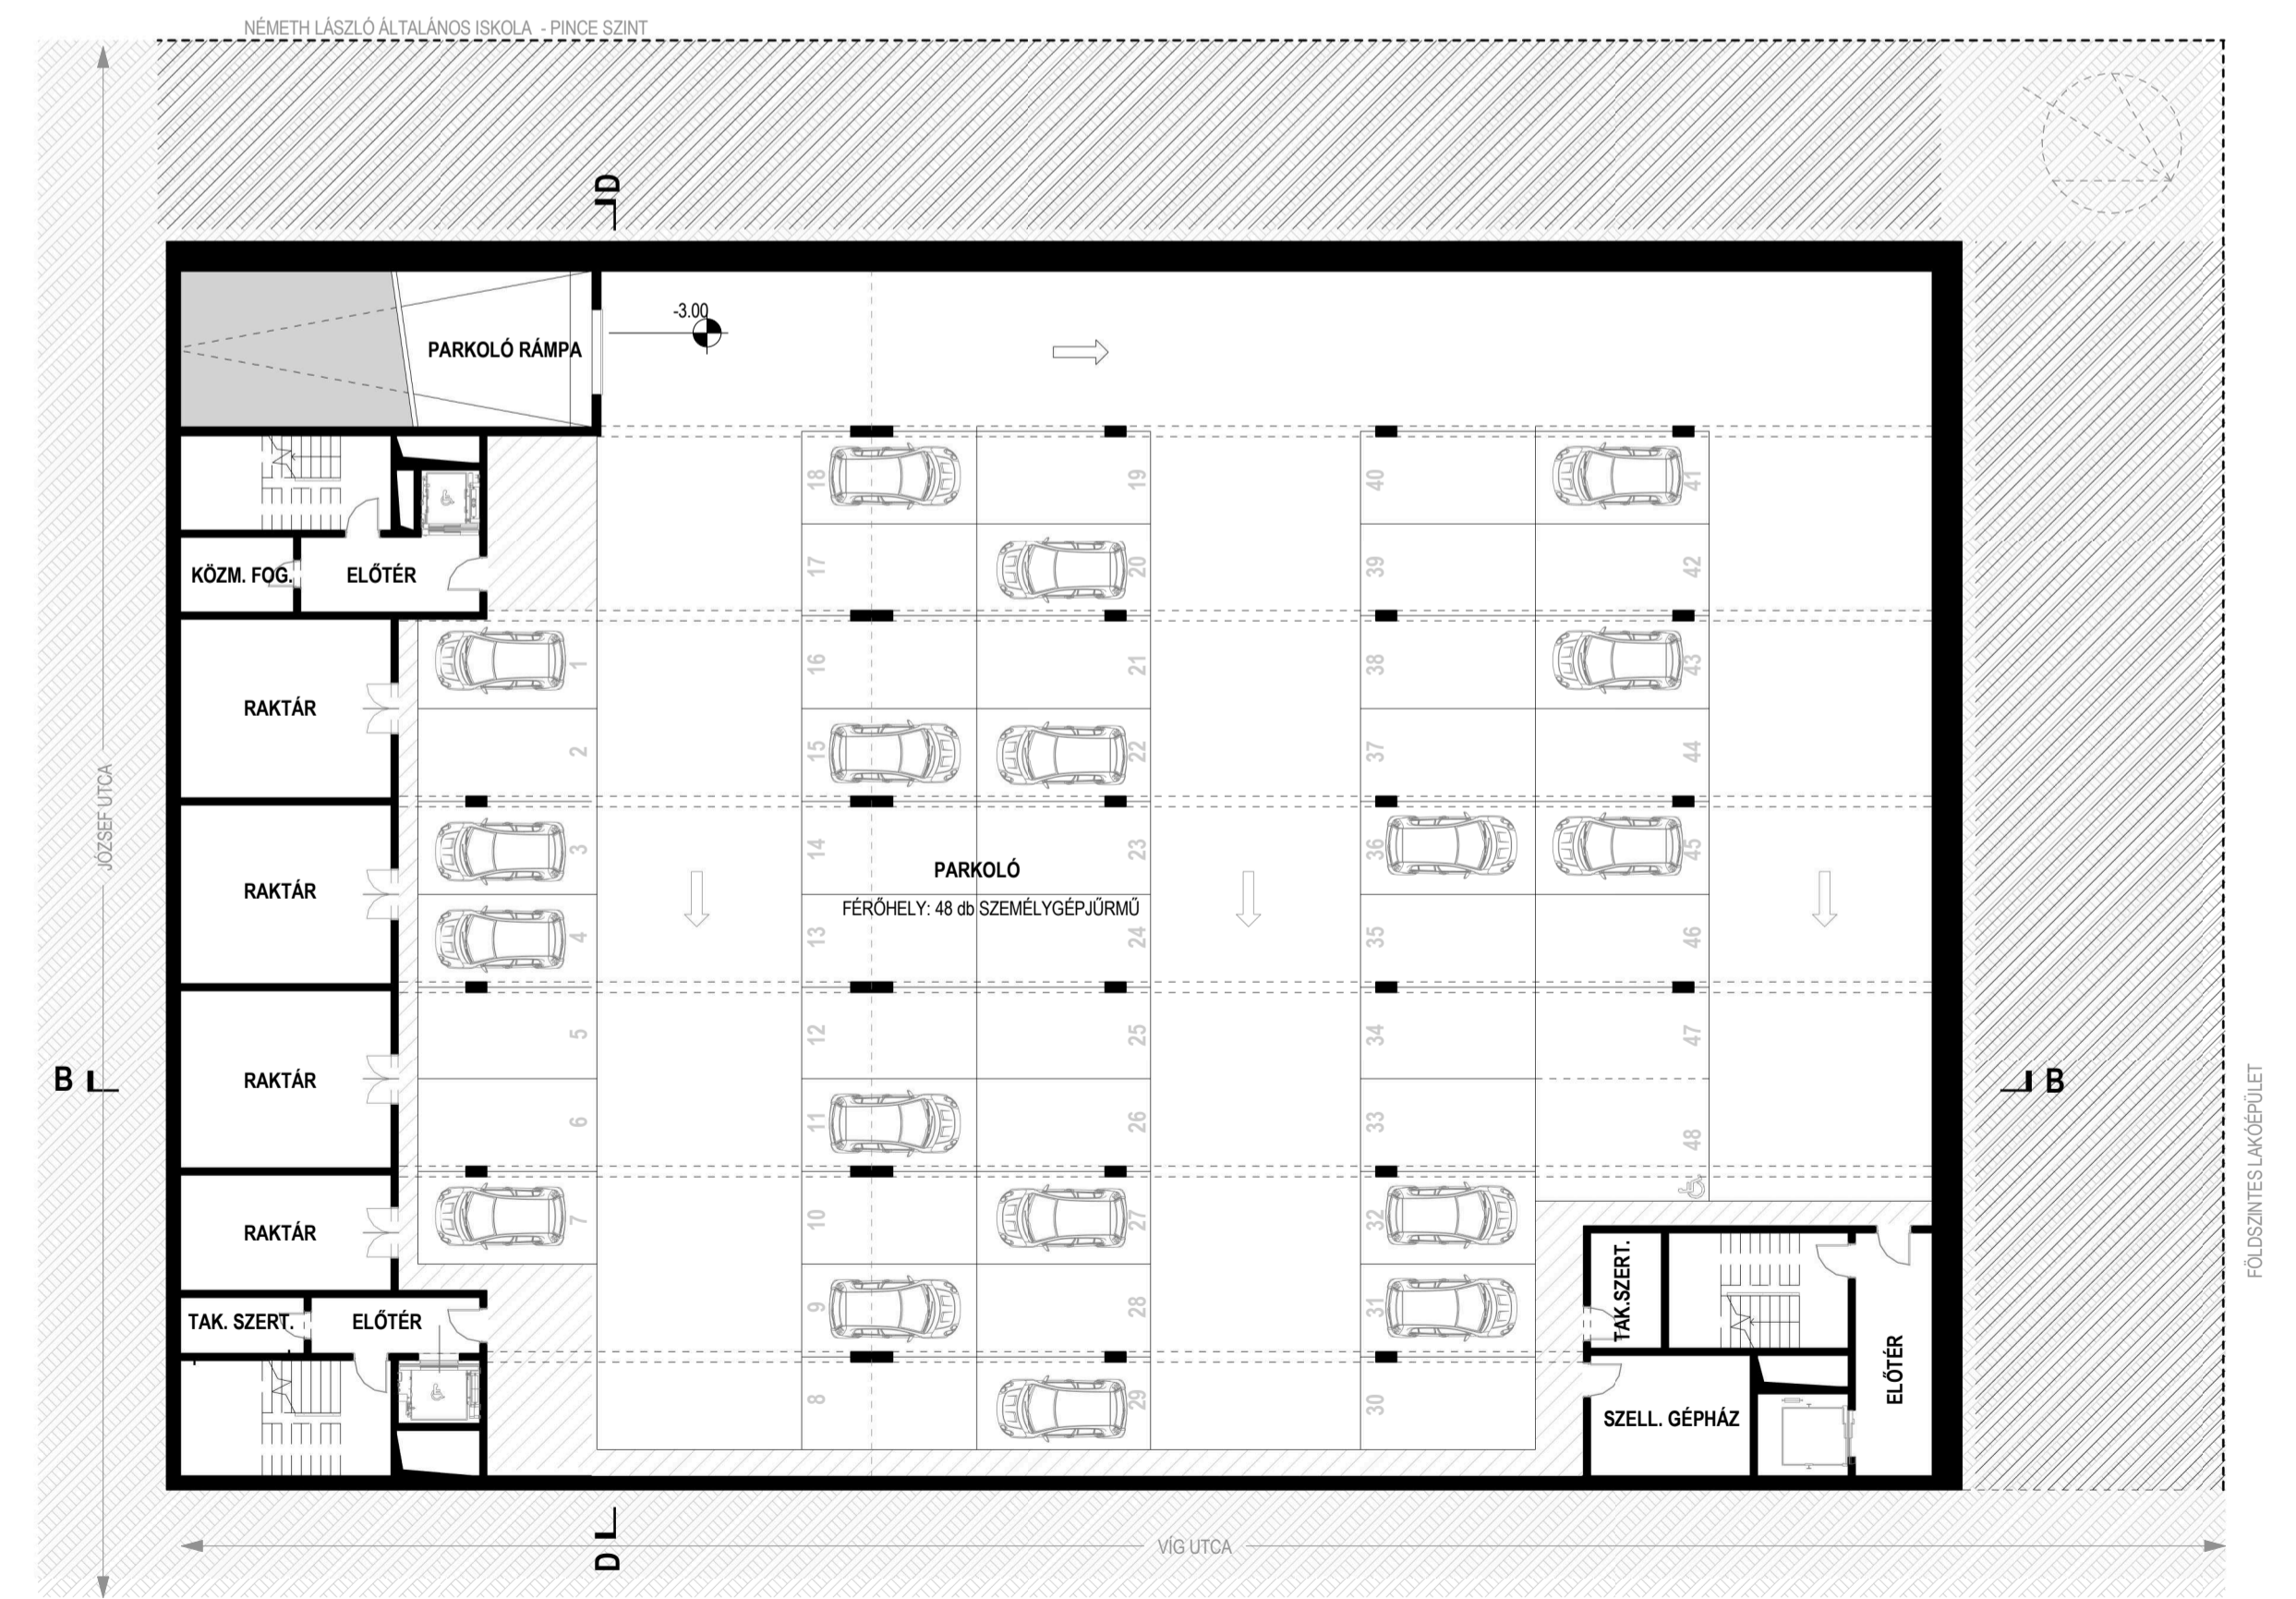 NÉMETH LÁSZLÓ ÁLTALÁNOS ISKOLA - PINCE SZINT
D
-3.00
PARKOLÓ RÁMPA
18
19
40
41
17
20
39
42
KÖZM. FOG.
ELŐTÉR
1
16
21
38
43
RAKTÁR
2
15
22
37
44
JÓZSEF UTCA
3
14
23
36
45
RAKTÁR
PARKOLÓ
FÉRŐHELY: 48 db SZEMÉLYGÉPJŰRMŰ
4
13
24
35
46
5
12
25
34
47
B
RAKTÁR
B
6
11
26
33
48
FÖLDSZINTES LAKÓÉPÜLET
7
10
27
32
RAKTÁR
TAK.SZERT.
9
28
31
TAK. SZERT.
ELŐTÉR
ELŐTÉR
8
29
30
SZELL. GÉPHÁZ
D
VÍG UTCA